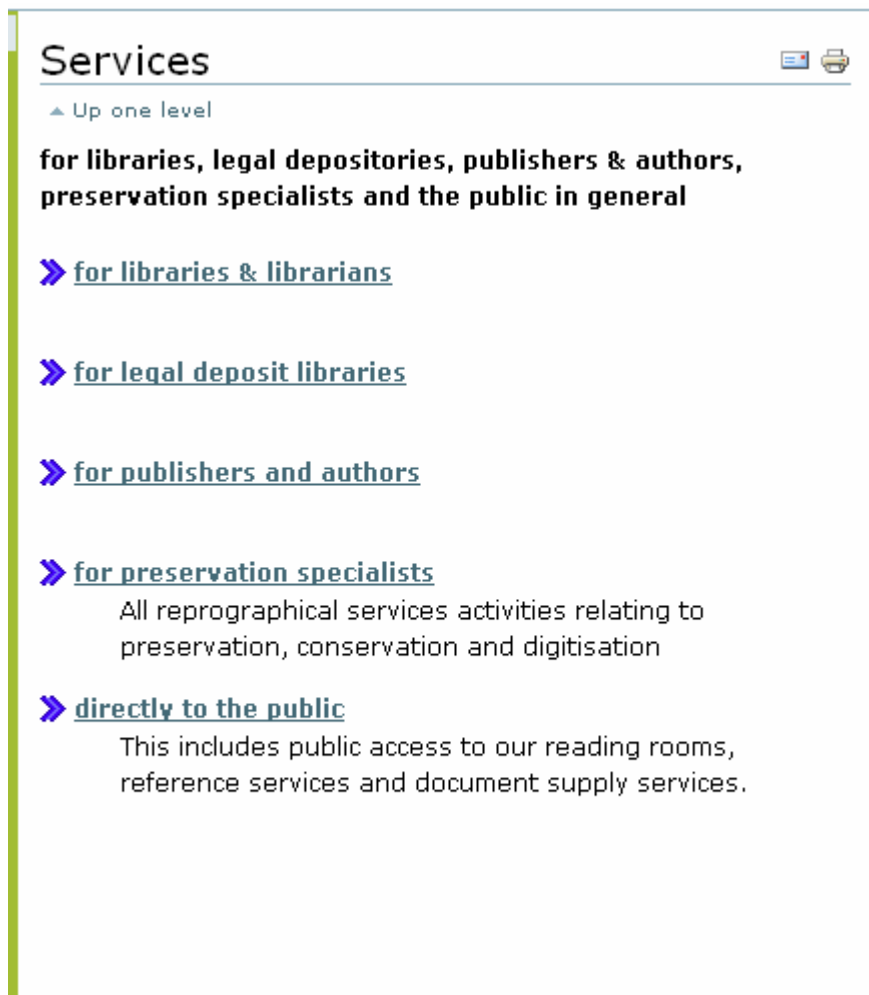 Services
Up one level
for libraries, legal depositories, publishers & authors,
preservation specialists and the public in general
for libraries & librarians
for legal deposit libraries
for publishers and authors
for preservation specialists
All reprographical services activities relating to
preservation, conservation and digitisation
directly to the public
This includes public access to our reading rooms,
reference services and document supply services.